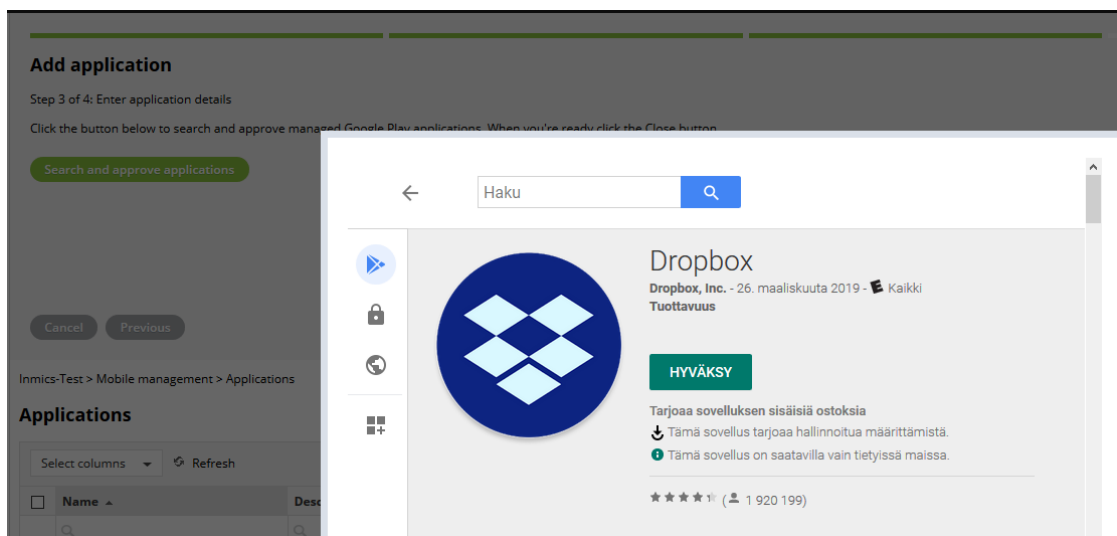 Add application
Step 3 of 4: Enter application details
Click the button below to search and approve managed Google Play applications. When you're ready click the Close button
Search and approve applications
Cancel Previous
Inmics-Test > Mobile management > Applications
Applications
Select columns Refresh
Name Desc
Haku
Dropbox
Dropbox, Inc. - 26. maaliskuuta 2019 - E Kaikki
Tuottavuus
HYVÄKSY
Tarjoaa sovelluksen sisäisiä ostoksia
Tämä sovellus tarjoaa hallinnoitua määrittämistä.
Tämä sovellus on saatavilla vain tietyissä maissa.
( 1 920 199)